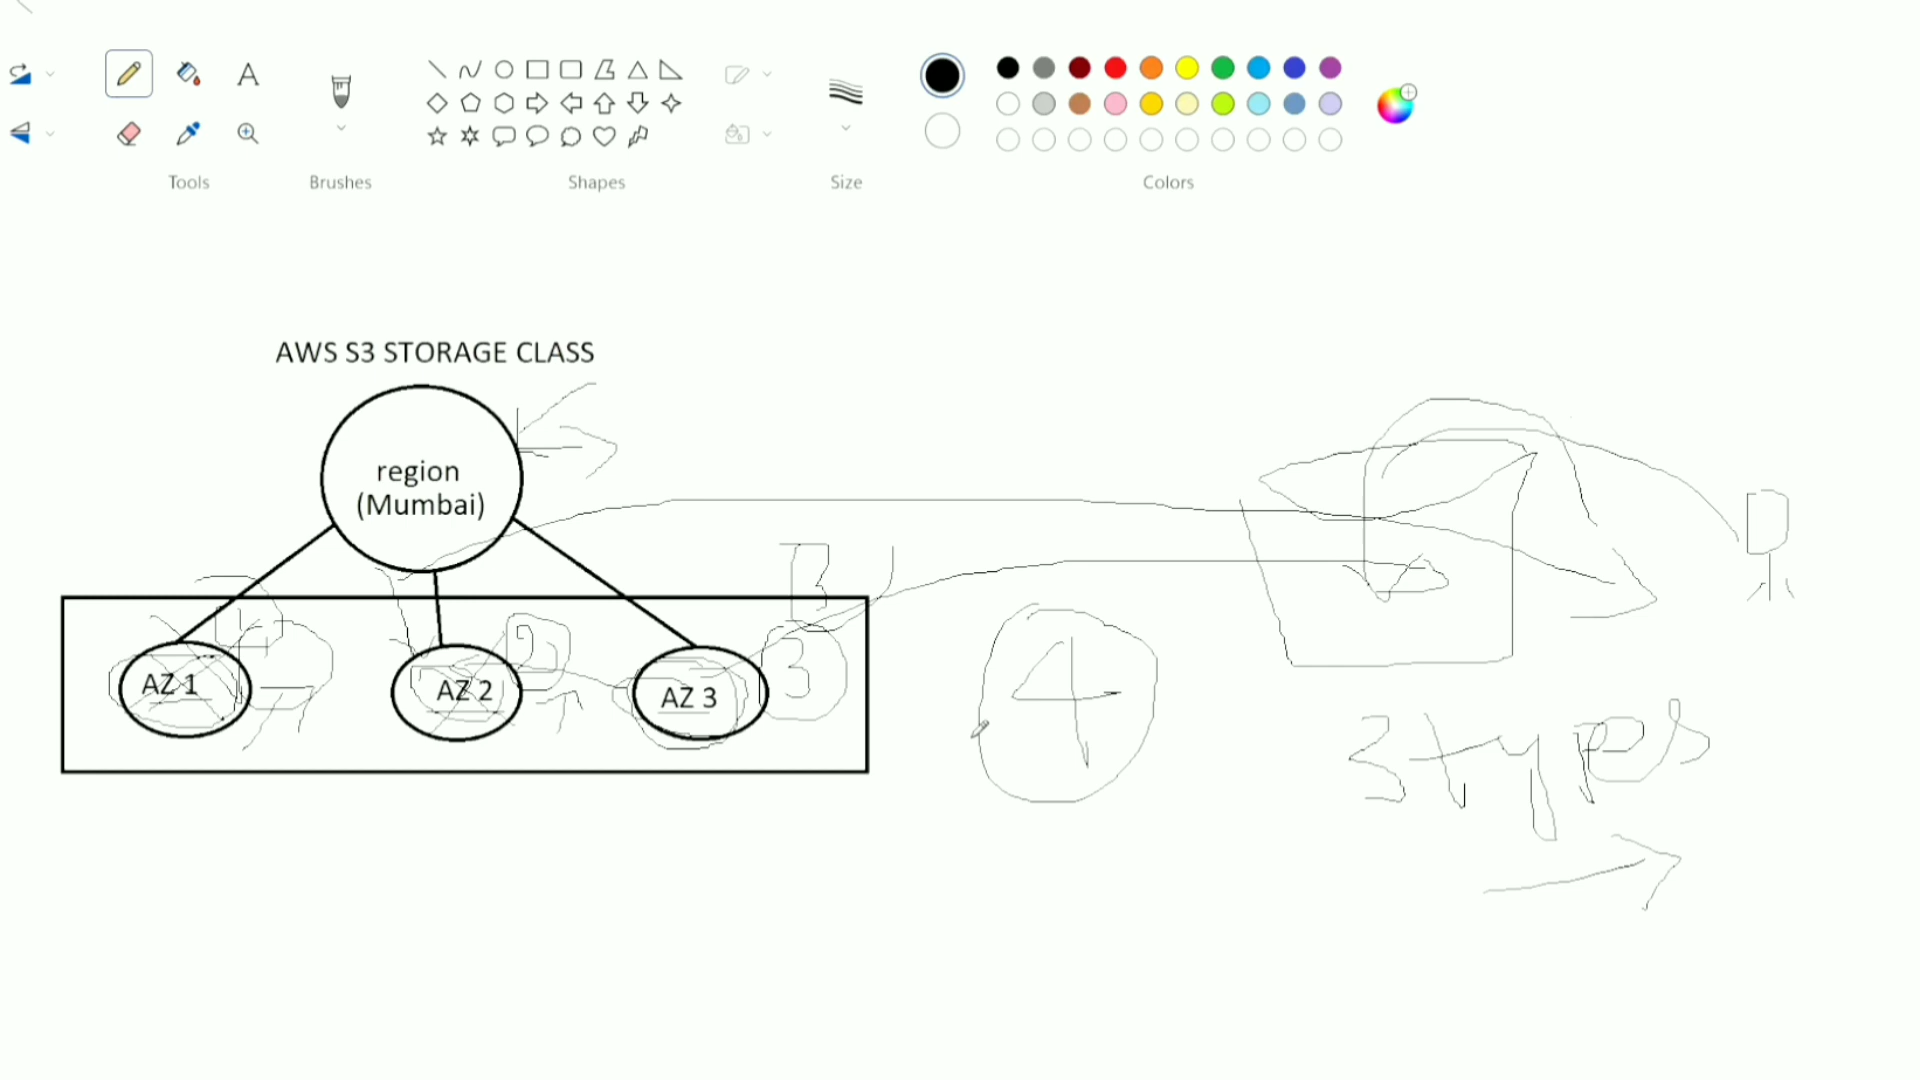 Tools
Brushes
Shapes
Size
Colors
AWS S3 STORAGE CLASS
region
(Mumbai)
AZ 1
AZ 2
2
AZ 3
3
4
3 types